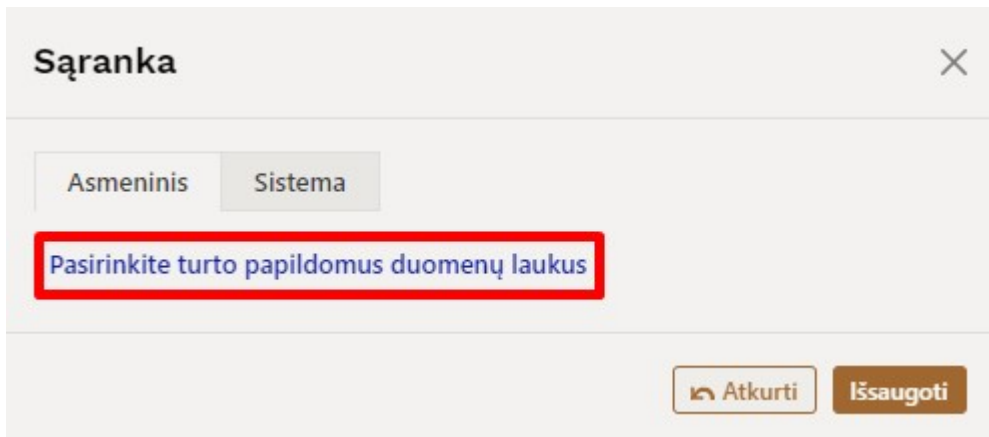 Sąranka
Asmeninis Sistema
Pasirinkite turto papildomus duomenų laukus
Atkurti Išsaugoti